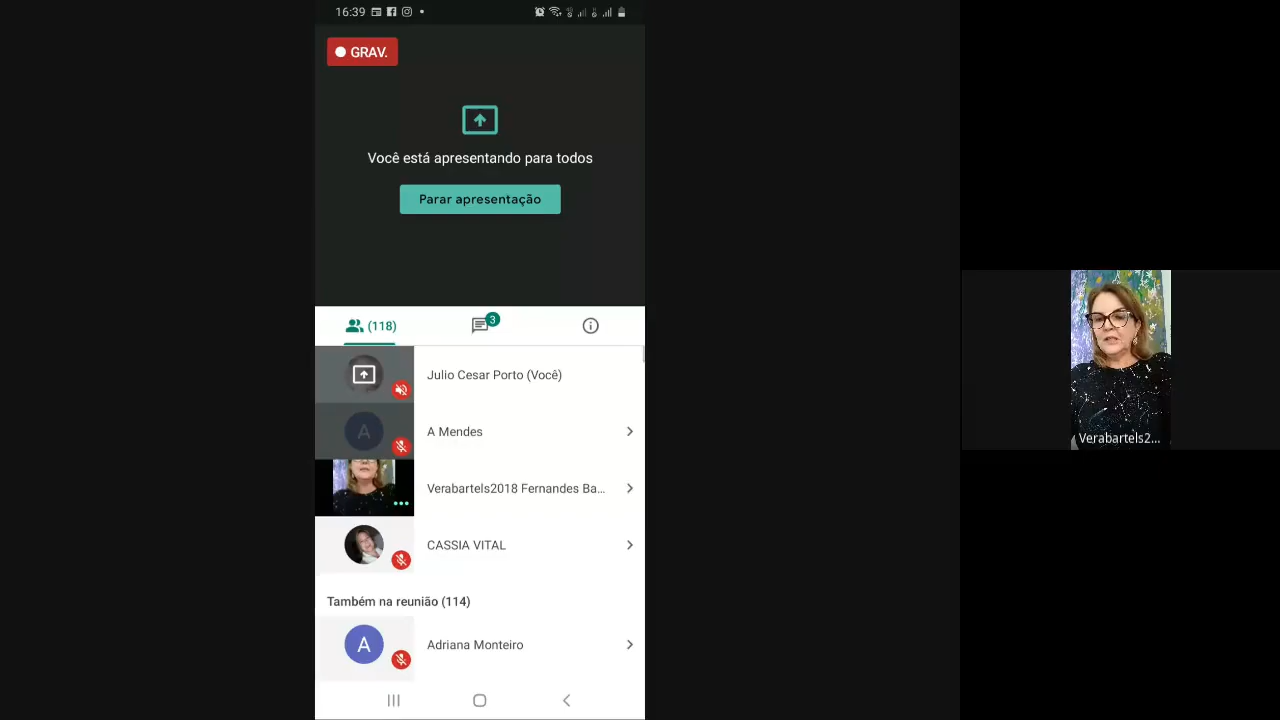 16:39
GRAV.
Você está apresentando para todos
Parar apresentação
(118)
3
Julio Cesar Porto (Você)
A
A Mendes
Verabartels2018 Fernandes Ba...
CASSIA VITAL
Também na reunião (114)
A
Adriana Monteiro
Verabartels2...